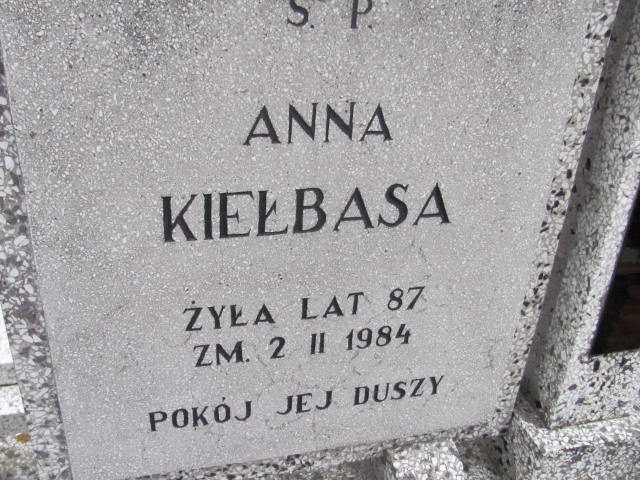 Ś. P.
ANNA
KIEŁBASA
ŻYŁA LAT 87
ZM. 2 II 1984
POKÓJ JEJ DUSZY